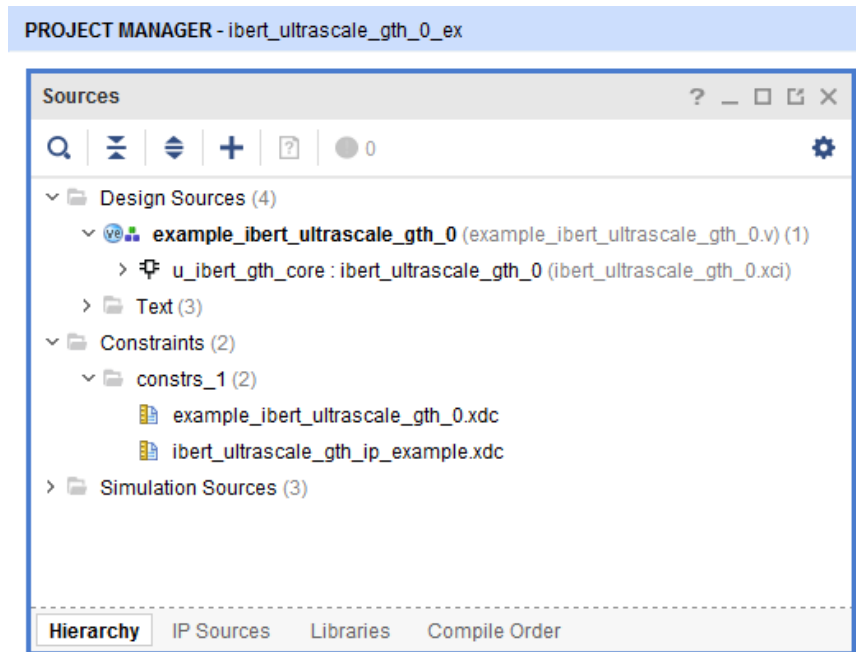 PROJECT MANAGER - ibert_ultrascale_gth_0_ex
Sources
0
Design Sources (4)
example_ibert_ultrascale_gth_0 (example_ibert_ultrascale_gth_0.v) (1)
u_ibert_gth_core : ibert_ultrascale_gth_0 (ibert_ultrascale_gth_0.xci)
Text (3)
Constraints (2)
constrs_1 (2)
example_ibert_ultrascale_gth_0.xdc
ibert_ultrascale_gth_ip_example.xdc
Simulation Sources (3)
Hierarchy IP Sources Libraries Compile Order